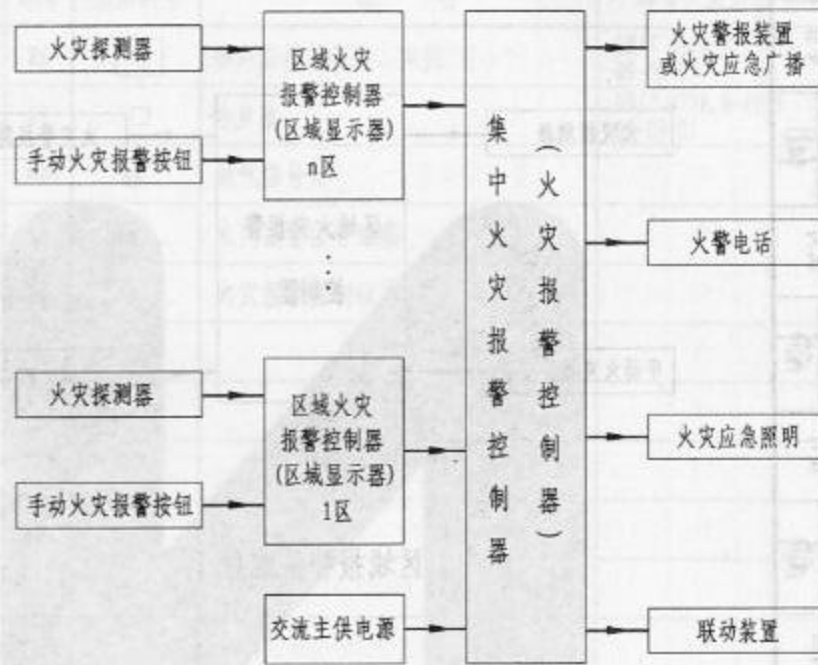 火灾探测器
手动火灾报警按钮
区域火灾
报警控制器
(区域显示器)
n区
火灾探测器
手动火灾报警按钮
区域火灾
报警控制器
(区域显示器)
1区
交流主供电源
集中火灾报警控制器
(火灾报警控制器)
火灾警报装置
或火灾应急广播
火警电话
火灾应急照明
联动装置